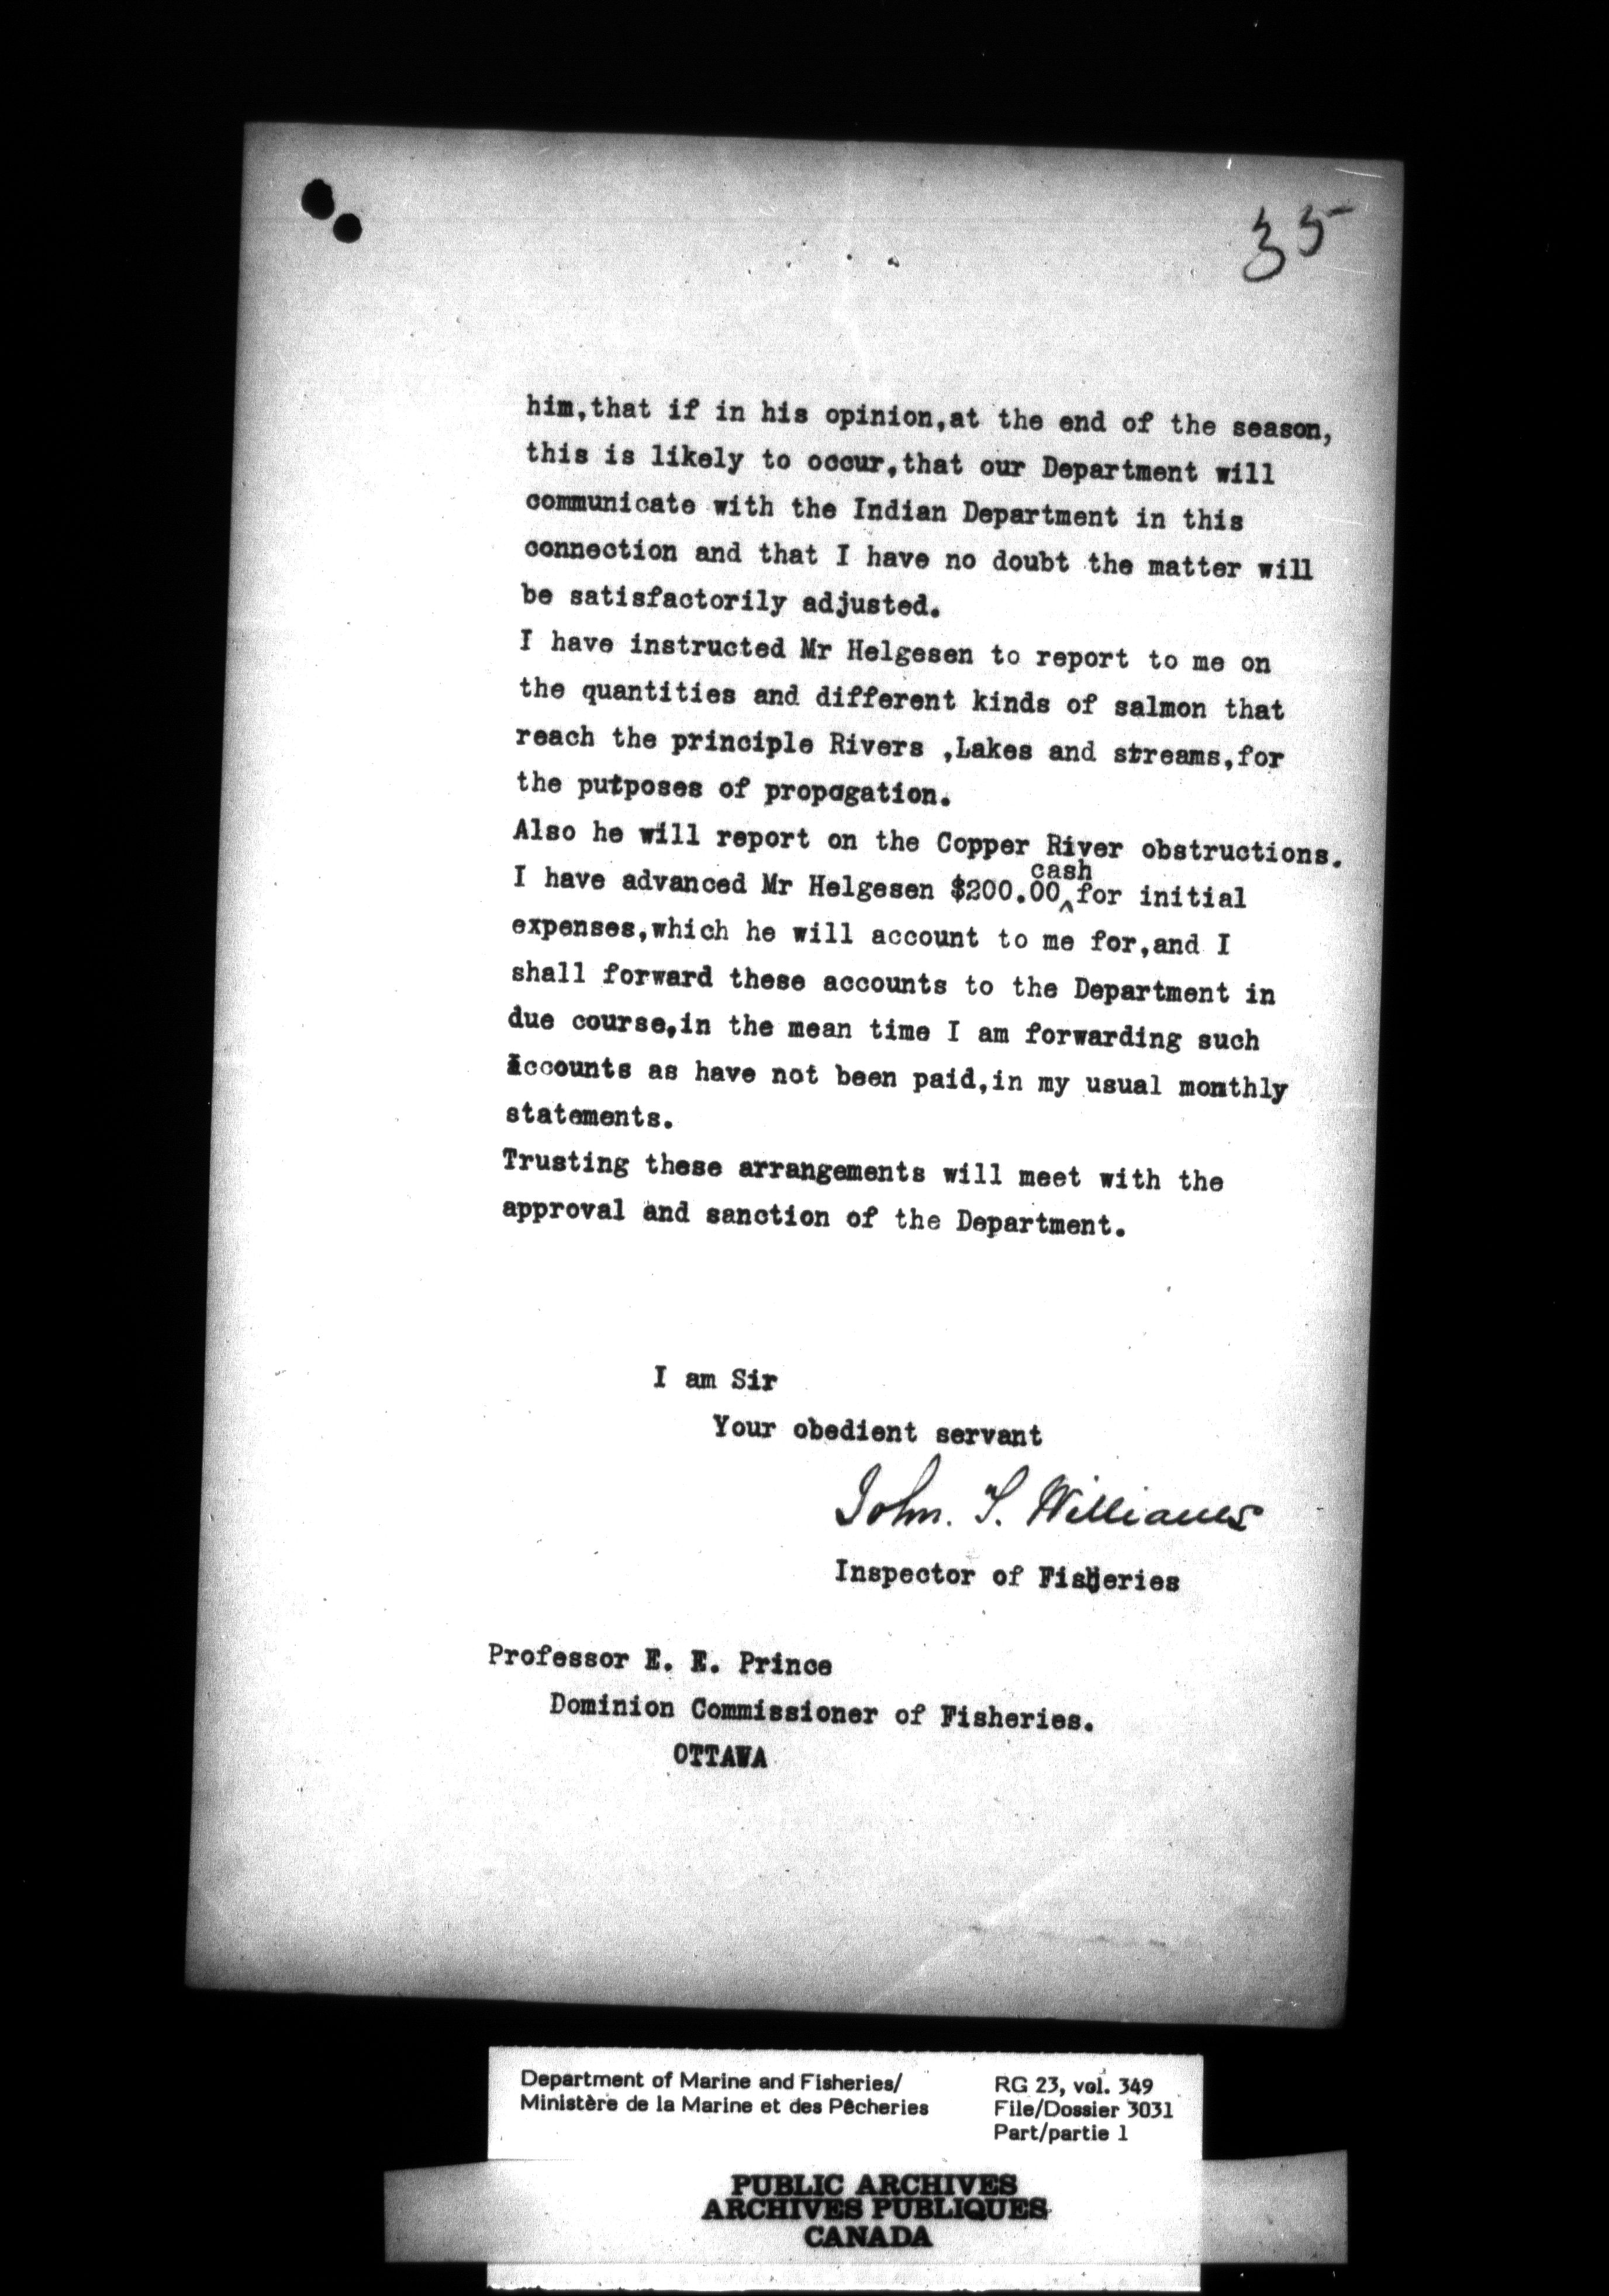 35
him,that if in his opinion,at the end of the season,
this is likely to occur,that our Department will
communicate with the Indian Department in this
connection and that I have no doubt the matter will
be satisfactorily adjusted.
I have instructed Mr Helgesen to report to me on
the quantities and different kinds of salmon that
reach the principle Rivers ,Lakes and streams,for
the putposes of propagation.
Also he will report on the Copper River obstructions.
cash
I have advanced Mr Helgesen $200.00^for initial
expenses,which he will account to me for,and I
shall forward these accounts to the Department in
due course,in the mean time I am forwarding such
accounts as have not been paid,in my usual monthly
statements.
Trusting these arrangements will meet with the
approval and sanction of the Department.
I am Sir
Your obedient servant
John. T. Williams
Inspector of Fisheries
Professor E. E. Prince
Dominion Commissioner of Fisheries.
OTTAWA
Department of Marine and Fisheries/
Ministère de la Marine et des Pêcheries
RG 23, vol. 349
File/Dossier 3031
Part/partie 1
PUBLIC ARCHIVES
ARCHIVES PUBLIQUES
CANADA